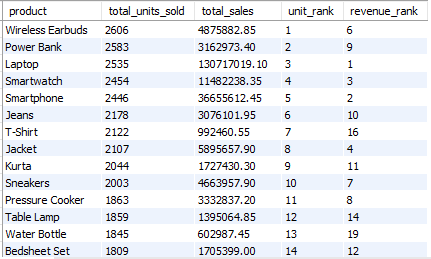 product total_units_sold total_sales unit_rank revenue_rank
Wireless Earbuds 2606 4875882.85 1 6
Power Bank 2583 3162973.40 2 9
Laptop 2535 130717019.10 3 1
Smartwatch 2454 11482238.35 4 3
Smartphone 2446 36655612.45 5 2
Jeans 2178 3076101.95 6 10
T-Shirt 2122 992460.55 7 16
Jacket 2107 5895657.90 8 4
Kurta 2044 1727430.30 9 11
Sneakers 2003 4663957.90 10 7
Pressure Cooker 1863 3332837.20 11 8
Table Lamp 1859 1395064.85 12 14
Water Bottle 1845 602987.45 13 19
Bedsheet Set 1809 1705399.00 14 12